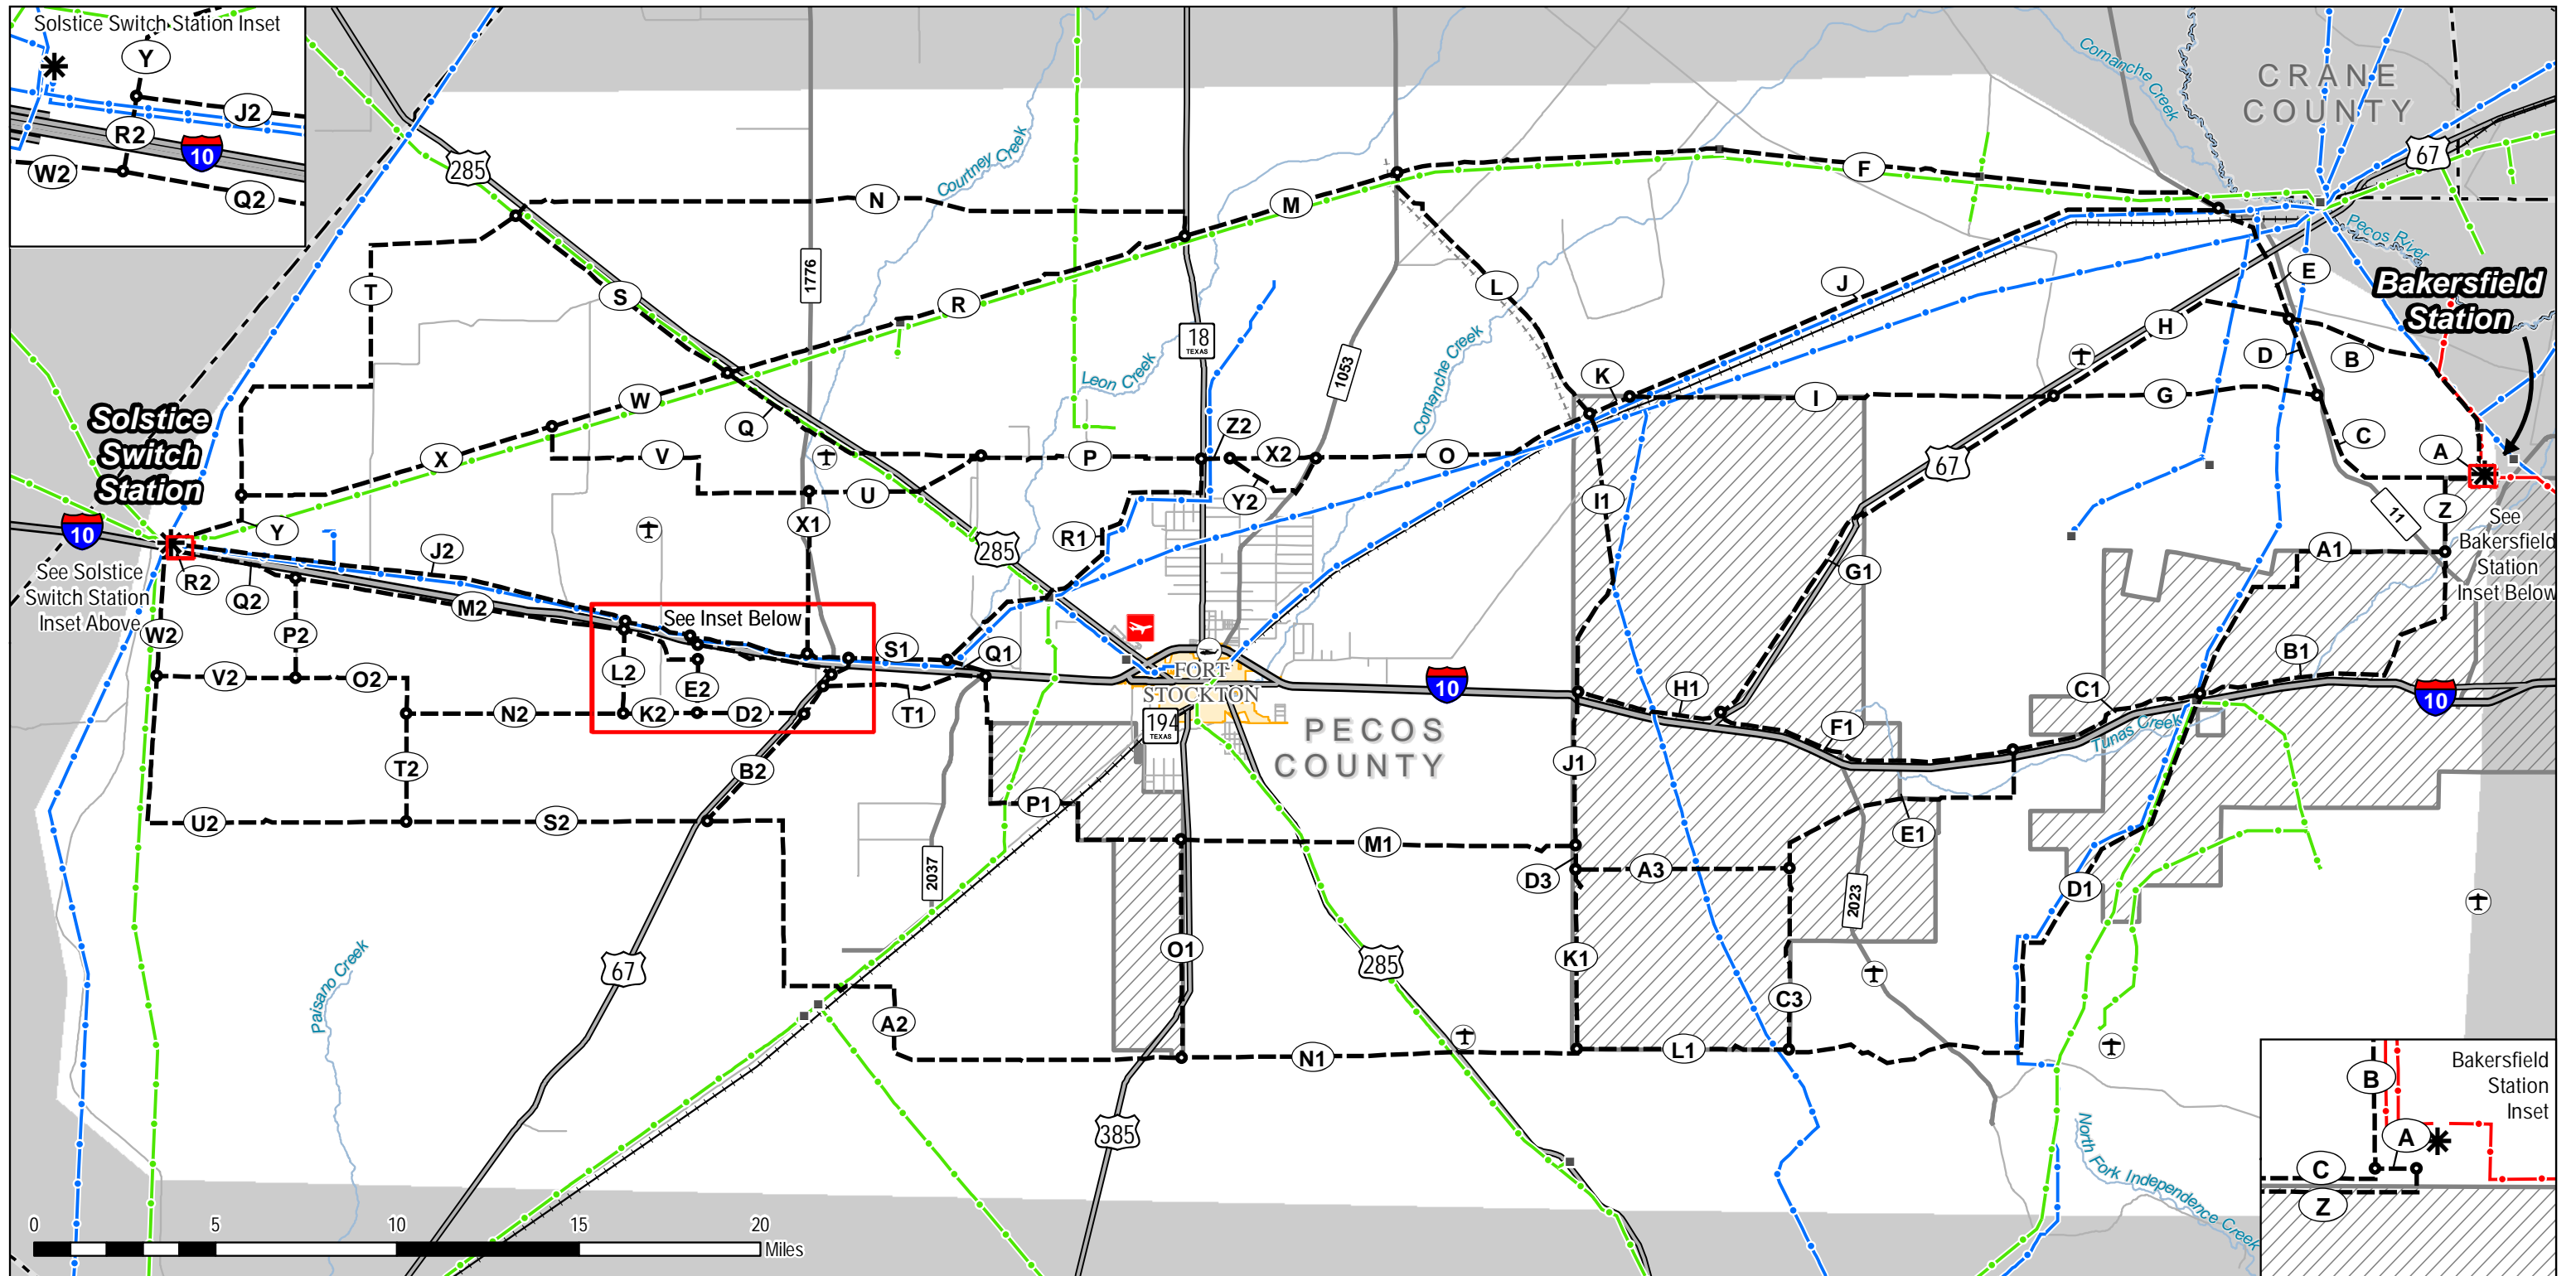 Solstice Switch Station Inset
Y
J2
R2
10
W2
Q2
285
1776
Courtney Creek
N
M
F
Comanche Creek
CRANE
COUNTY
67
Pecos River
T
S
R
L
J
E
Bakersfield
Station
18
TEXAS
1053
Leon Creek
Comanche Creek
H
D
B
K
I
G
W
Q
Solstice
Switch
Station
X
V
Z2
P
X2
O
Y2
U
67
C
A
I1
10
Y
X1
R1
285
11
Z
See
Bakersfield
Station
Inset Below
A1
J2
See Solstice
Switch Station
Inset Above
R2
Q2
M2
G1
See Inset Below
W2
P2
S1
Q1
FORT
STOCKTON
B1
V2
O2
L2
E2
10
H1
C1
10
N2
K2
D2
T1
194
TEXAS
PECOS
COUNTY
F1
Tunas Creek
T2
B2
J1
P1
U2
S2
M1
E1
2037
D3
A3
D1
2023
O1
67
285
K1
Paisano Creek
A2
C3
N1
L1
385
Bakersfield
Station
Inset
B
A
C
Z
North Fork Independence Creek
0
5
10
15
20
Miles